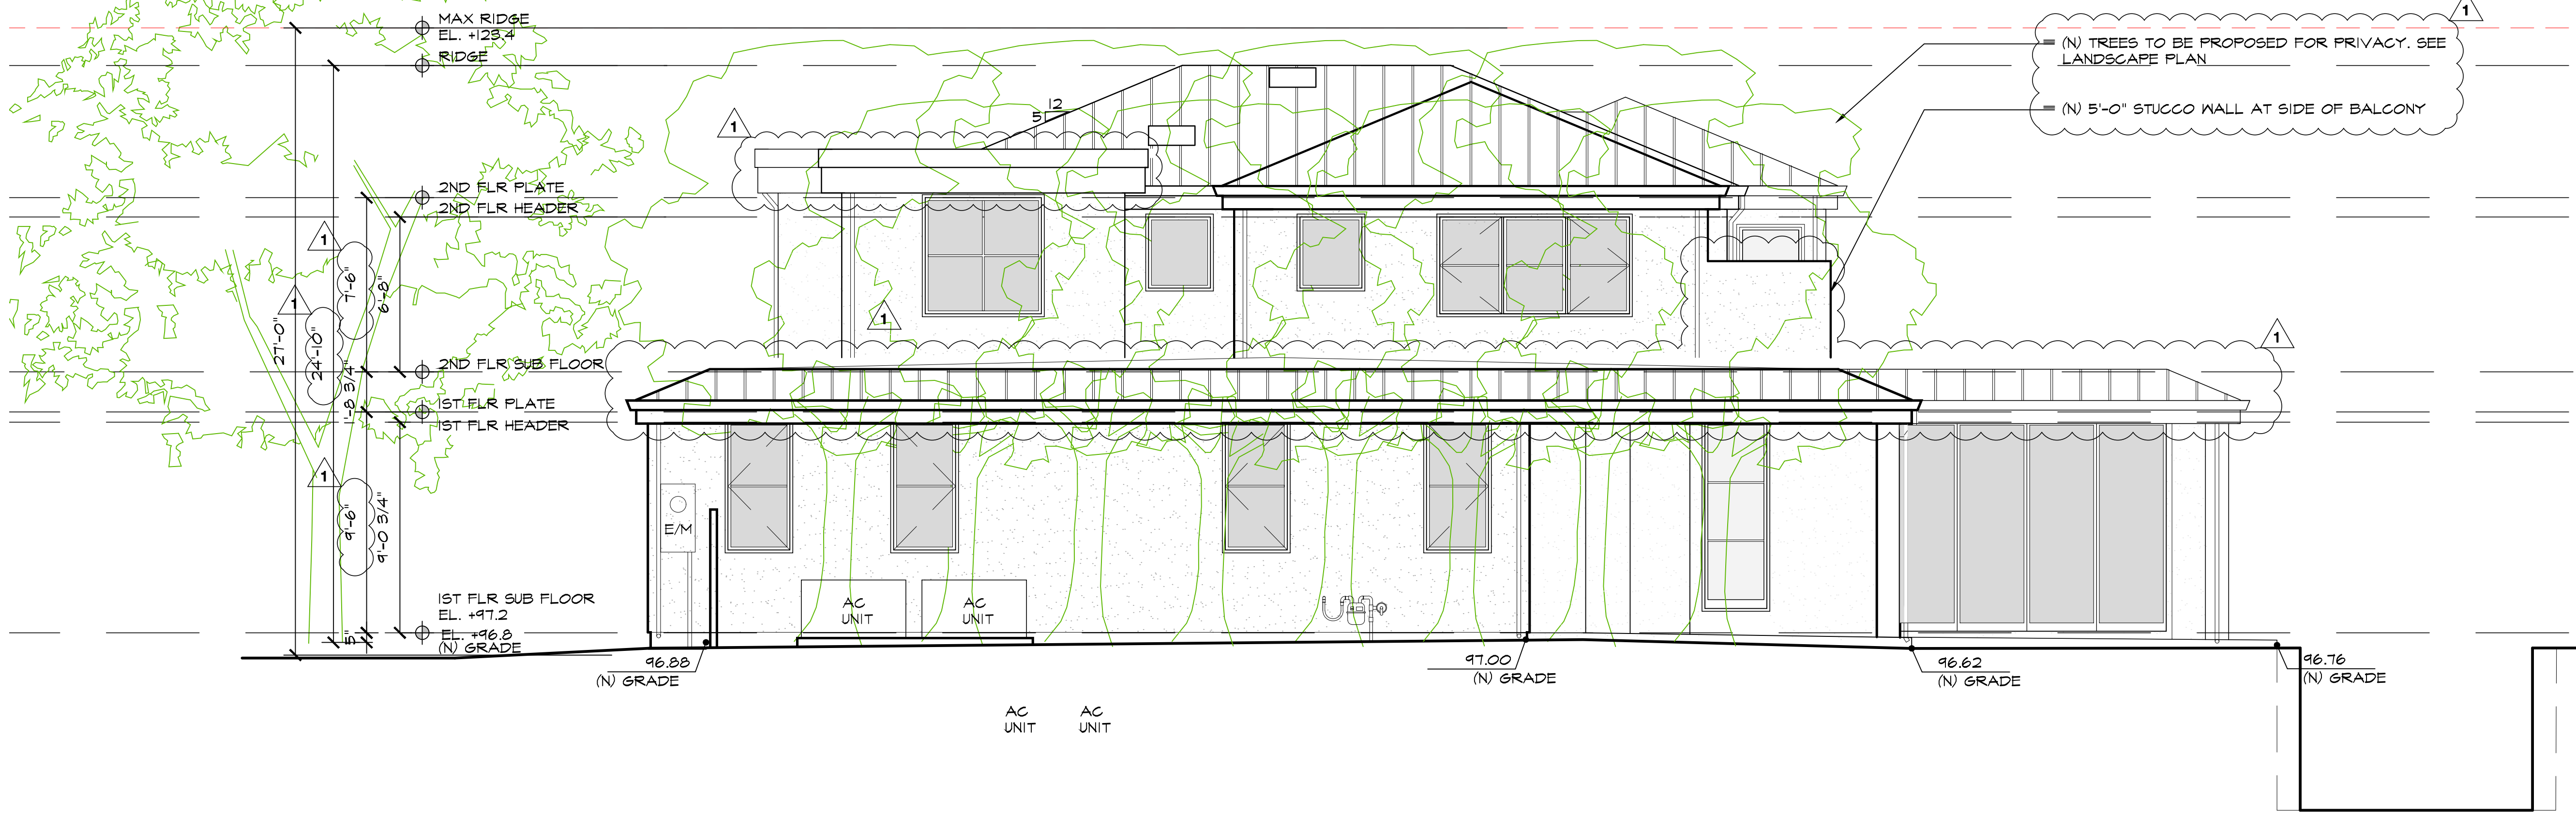 MAX RIDGE
EL. +123.4
RIDGE
1
(N) TREES TO BE PROPOSED FOR PRIVACY. SEE
LANDSCAPE PLAN
(N) 5'-0" STUCCO WALL AT SIDE OF BALCONY
12
5
1
2ND FLR PLATE
2ND FLR HEADER
1
7'-6"
6'-8"
1
27'-0"
24'-10"
1
1
2ND FLR SUB FLOOR
1'-8 3/4"
1ST FLR PLATE
1ST FLR HEADER
1
9'-6"
9'-0 3/4"
E/M
AC
UNIT
AC
UNIT
1ST FLR SUB FLOOR
EL. +97.2
EL. +96.8
(N) GRADE
5"
96.88
(N) GRADE
97.00
(N) GRADE
96.62
(N) GRADE
96.76
(N) GRADE
AC
UNIT
AC
UNIT